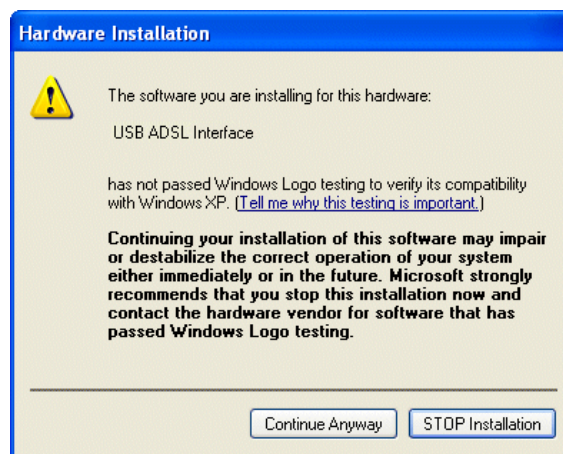 Hardware Installation
The software you are installing for this hardware:
USB ADSL Interface
has not passed Windows Logo testing to verify its compatibility
with Windows XP. (Tell me why this testing is important.)
Continuing your installation of this software may impair
or destabilize the correct operation of your system
either immediately or in the future. Microsoft strongly
recommends that you stop this installation now and
contact the hardware vendor for software that has
passed Windows Logo testing.
Continue Anyway
STOP Installation